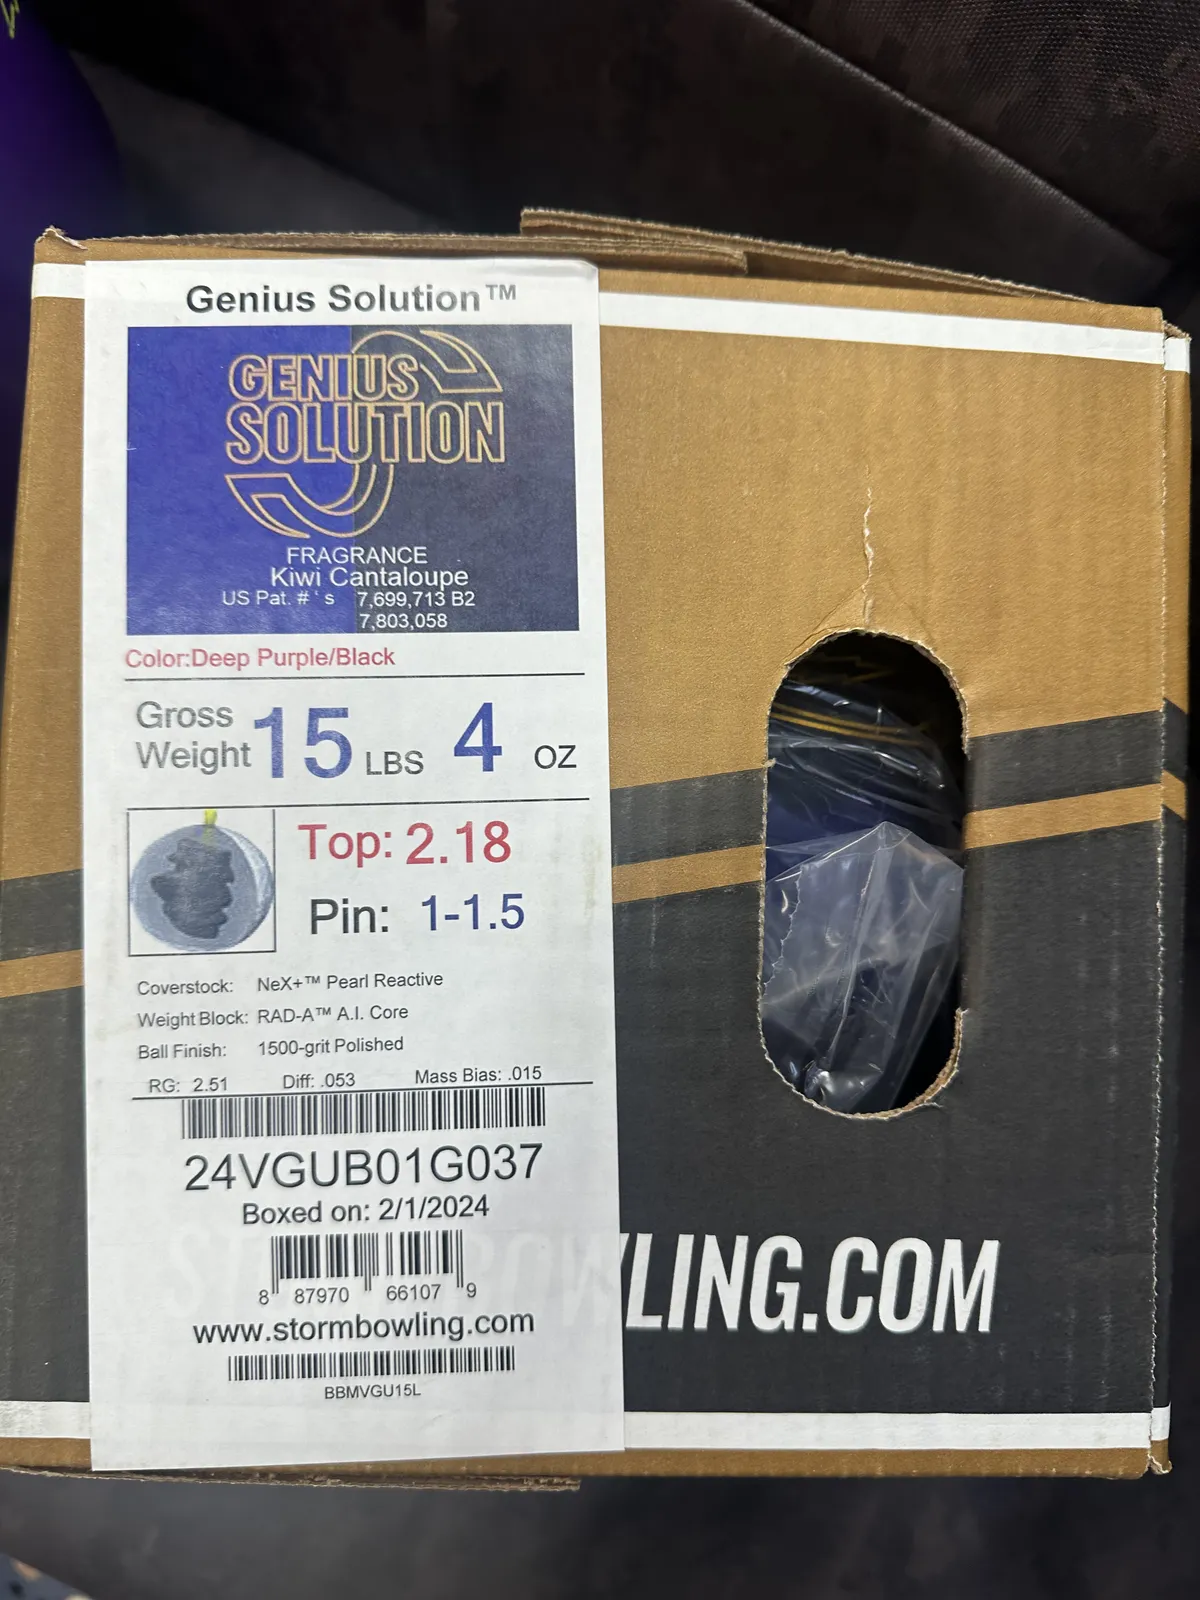 Genius Solution™
GENIUS
SOLUTION
FRAGRANCE
Kiwi Cantaloupe
US Pat. # ' s 7,699,713 B2
7,803,058
Color:Deep Purple/Black
Gross Weight 15 LBS 4 OZ
Top: 2.18
Pin: 1-1.5
Coverstock: NeX+™ Pearl Reactive
Weight Block: RAD-A™ A.I. Core
Ball Finish: 1500-grit Polished
RG: 2.51 Diff: .053 Mass Bias: .015
24VGUB01G037
Boxed on: 2/1/2024
8 87970 66107 9
www.stormbowling.com
BBMVGU15L
STORMBOWLING.COM